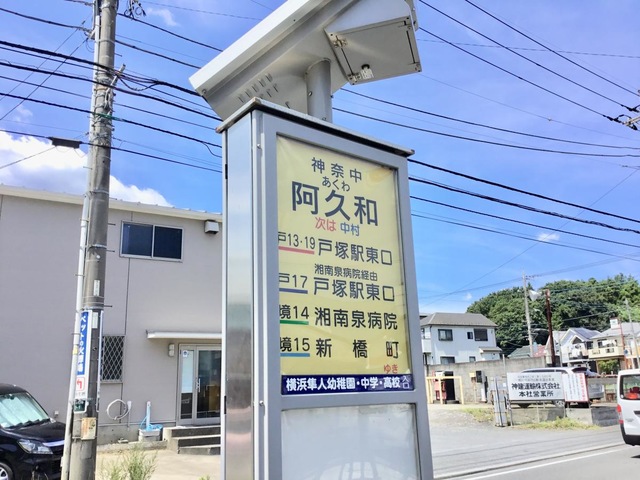 神奈中
あくわ
阿久和
次は 中村
戸13·19 戸塚駅東口
湘南泉病院経由
戸17 戸塚駅東口
境14 湘南泉病院
境15 新橋町
ゆき
横浜隼人幼稚園・中学・高校
運輸株式会社
本社営業所